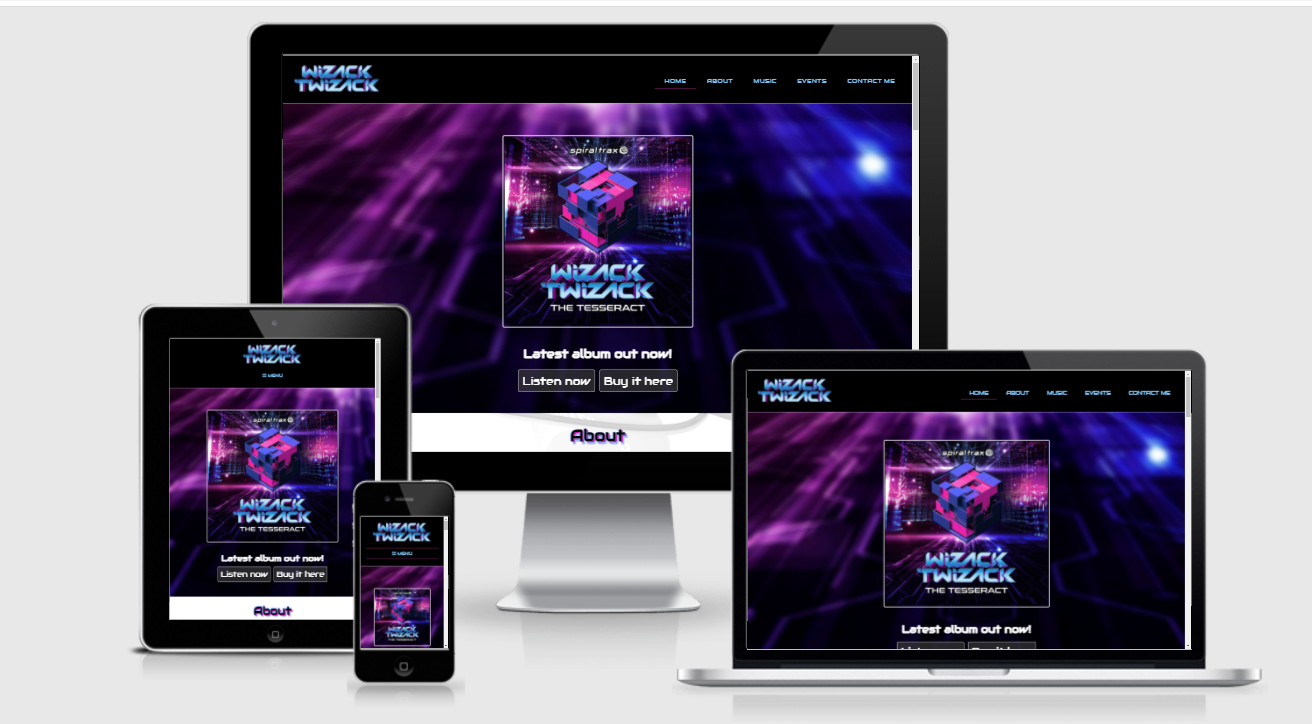 WIZACK
TWIZACK
HOME ABOUT MUSIC EVENTS CONTACT ME
spiraltrax
WIZACK
TWIZACK
THE TESSERACT
Latest album out now!
Listen now Buy it here
About
WIZACK
TWIZACK
☰ MENU
spiraltrax
WIZACK
TWIZACK
THE TESSERACT
Latest album out now!
Listen now Buy it here
About
WIZACK
TWIZACK
☰ MENU
WIZACK
TWIZACK
THE TESSERACT
WIZACK
TWIZACK
HOME ABOUT MUSIC EVENTS CONTACT ME
spiraltrax
WIZACK
TWIZACK
THE TESSERACT
Latest album out now!